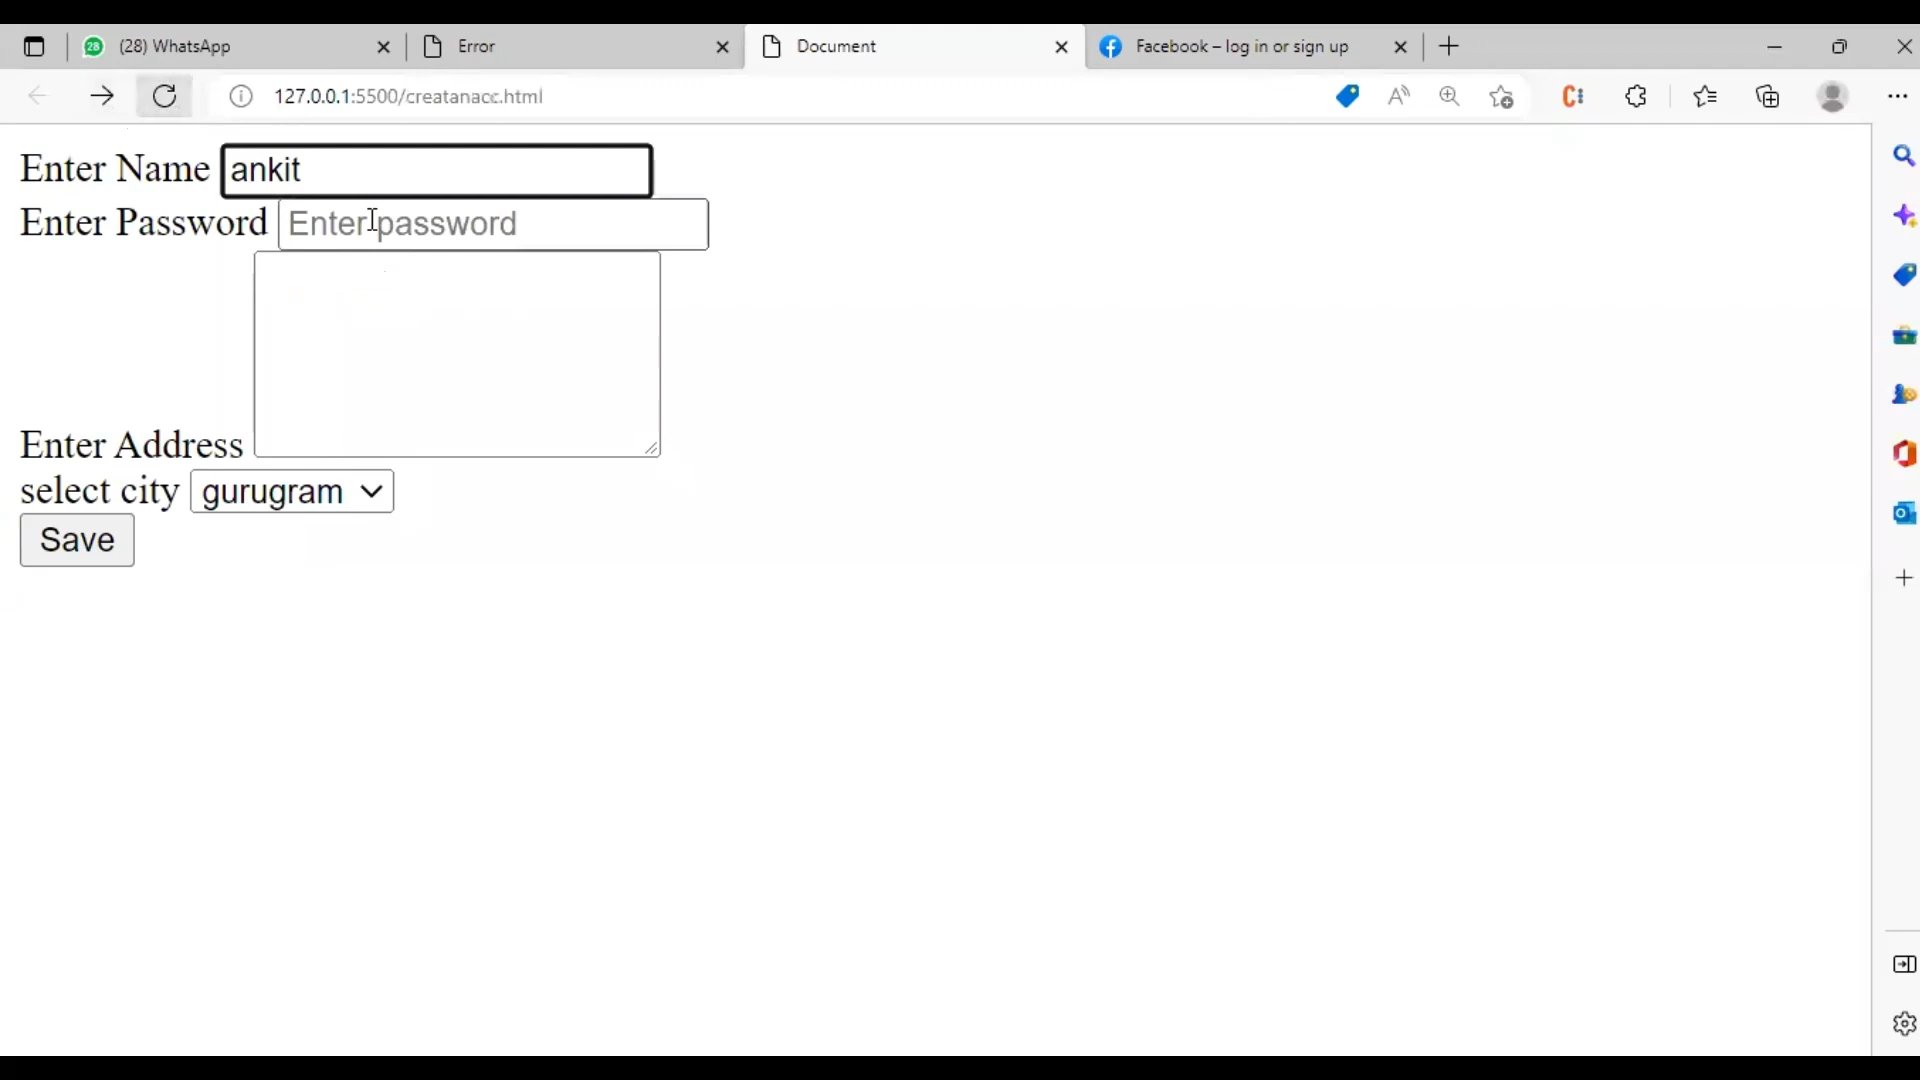 28 (28) WhatsApp
Error
Document
Facebook – log in or sign up
127.0.0.1:5500/creatanacc.html
Enter Name ankit
Enter Password Enter password
Enter Address
select city gurugram
Save